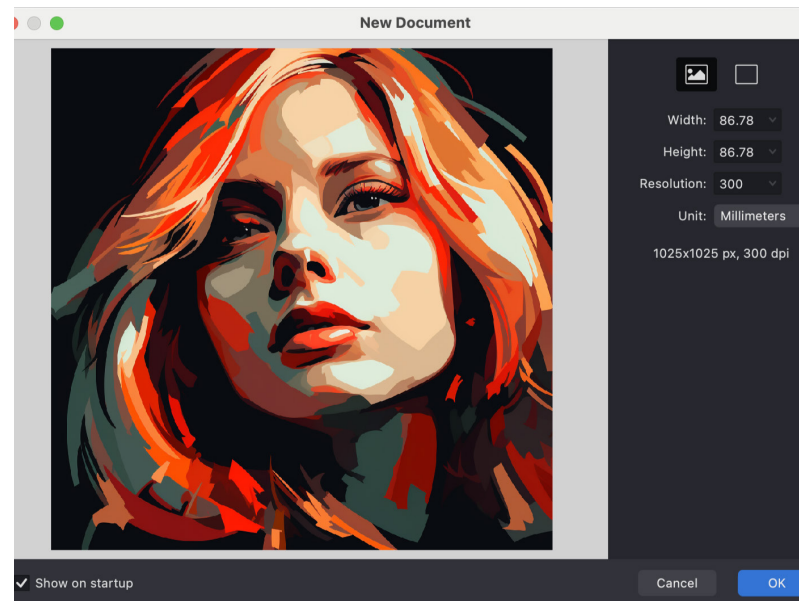 New Document
Width: 86.78
Height: 86.78
Resolution: 300
Unit: Millimeters
1025x1025 px, 300 dpi
Show on startup
Cancel
OK